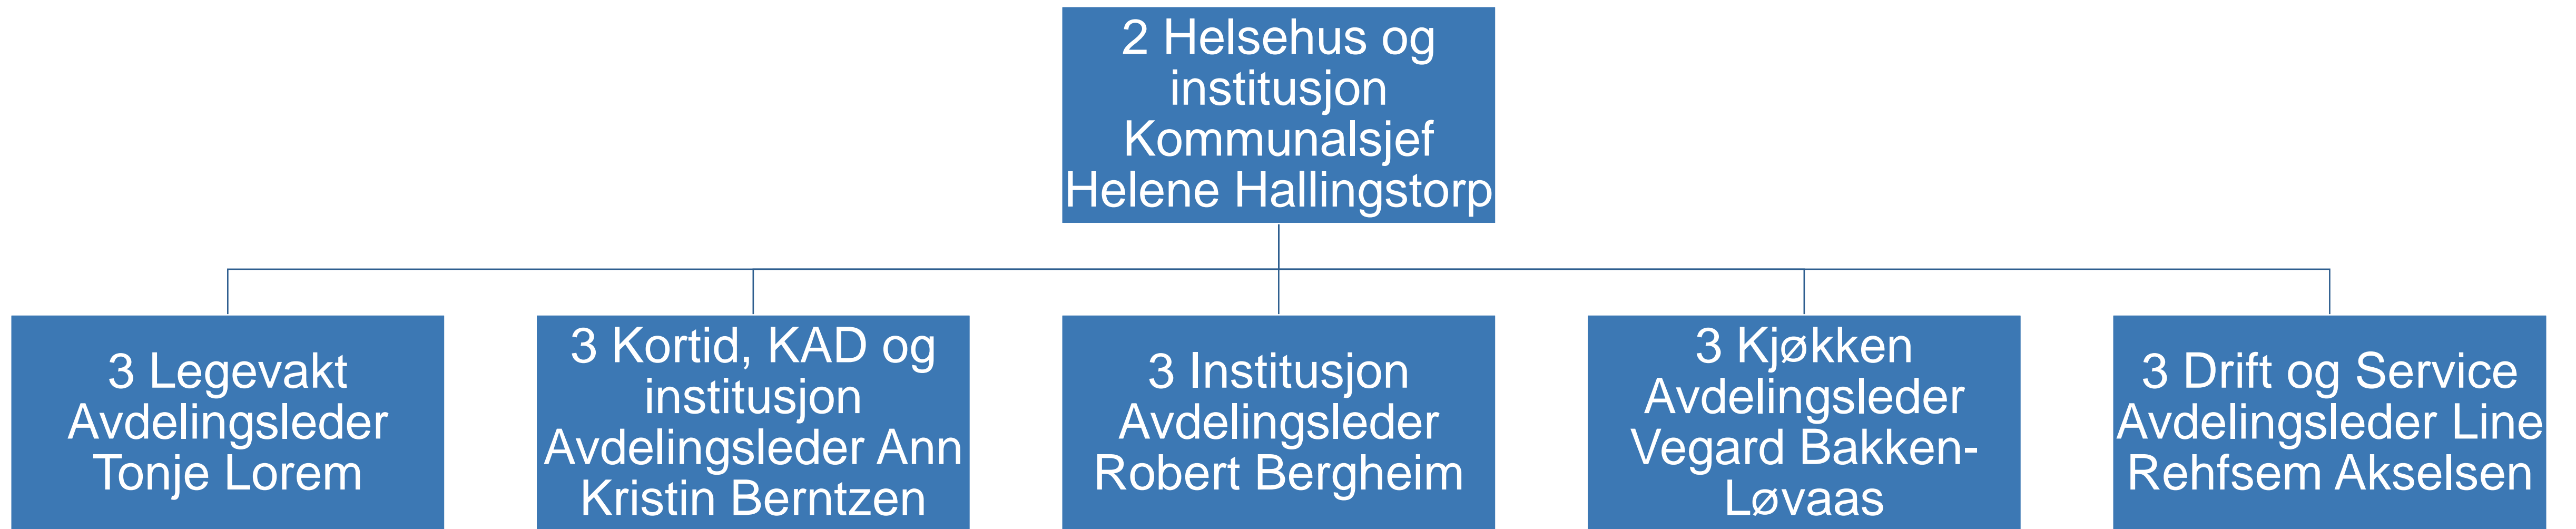 2 Helsehus og
institusjon
Kommunalsjef
Helene Hallingstorp
3 Legevakt
Avdelingsleder
Tonje Lorem
3 Kortid, KAD og
institusjon
Avdelingsleder Ann
Kristin Berntzen
3 Institusjon
Avdelingsleder
Robert Bergheim
3 Kjøkken
Avdelingsleder
Vegard Bakken-
Løvaas
3 Drift og Service
Avdelingsleder Line
Rehfsem Akselsen